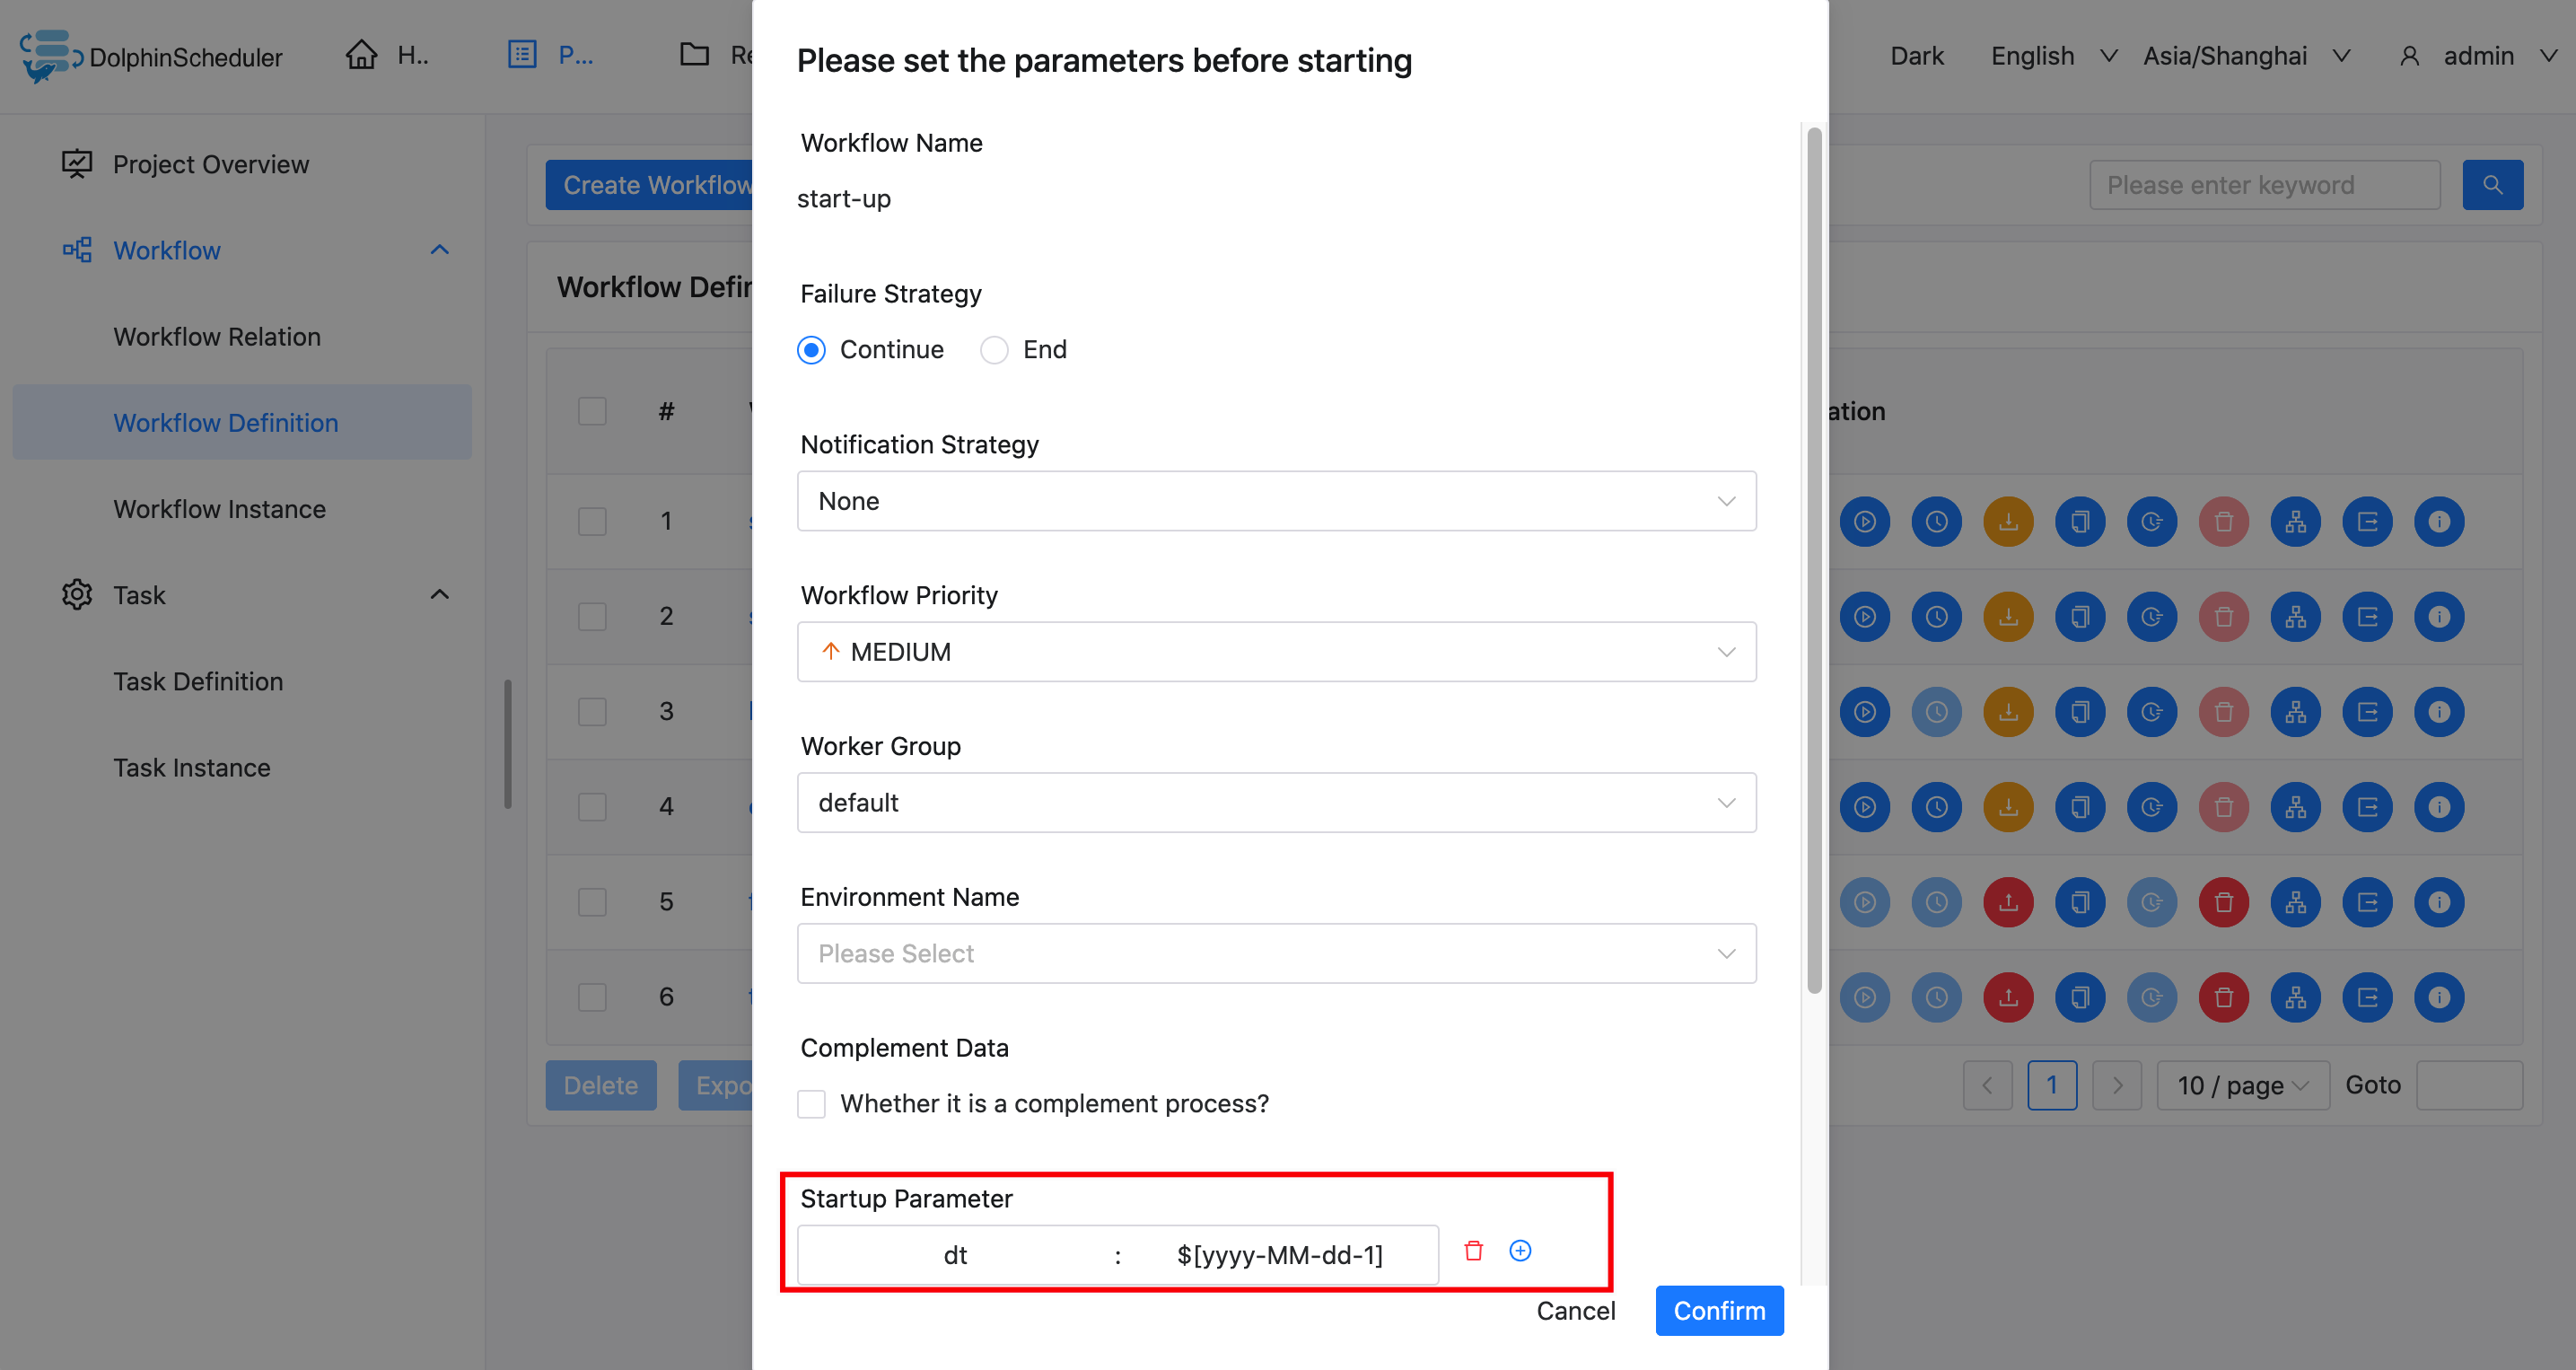 DolphinScheduler
H..
P...
Re
Dark
English
Asia/Shanghai
admin
Project Overview
Workflow
Workflow Relation
Workflow Definition
Workflow Instance
Task
Task Definition
Task Instance
Create Workflow
Please enter keyword
Workflow Defin
#
ation
1
2
3
4
5
6
Delete
Expo
1
10 / page
Goto
Please set the parameters before starting
Workflow Name
start-up
Failure Strategy
Continue
End
Notification Strategy
None
Workflow Priority
MEDIUM
Worker Group
default
Environment Name
Please Select
Complement Data
Whether it is a complement process?
Startup Parameter
dt : $[yyyy-MM-dd-1]
Cancel
Confirm